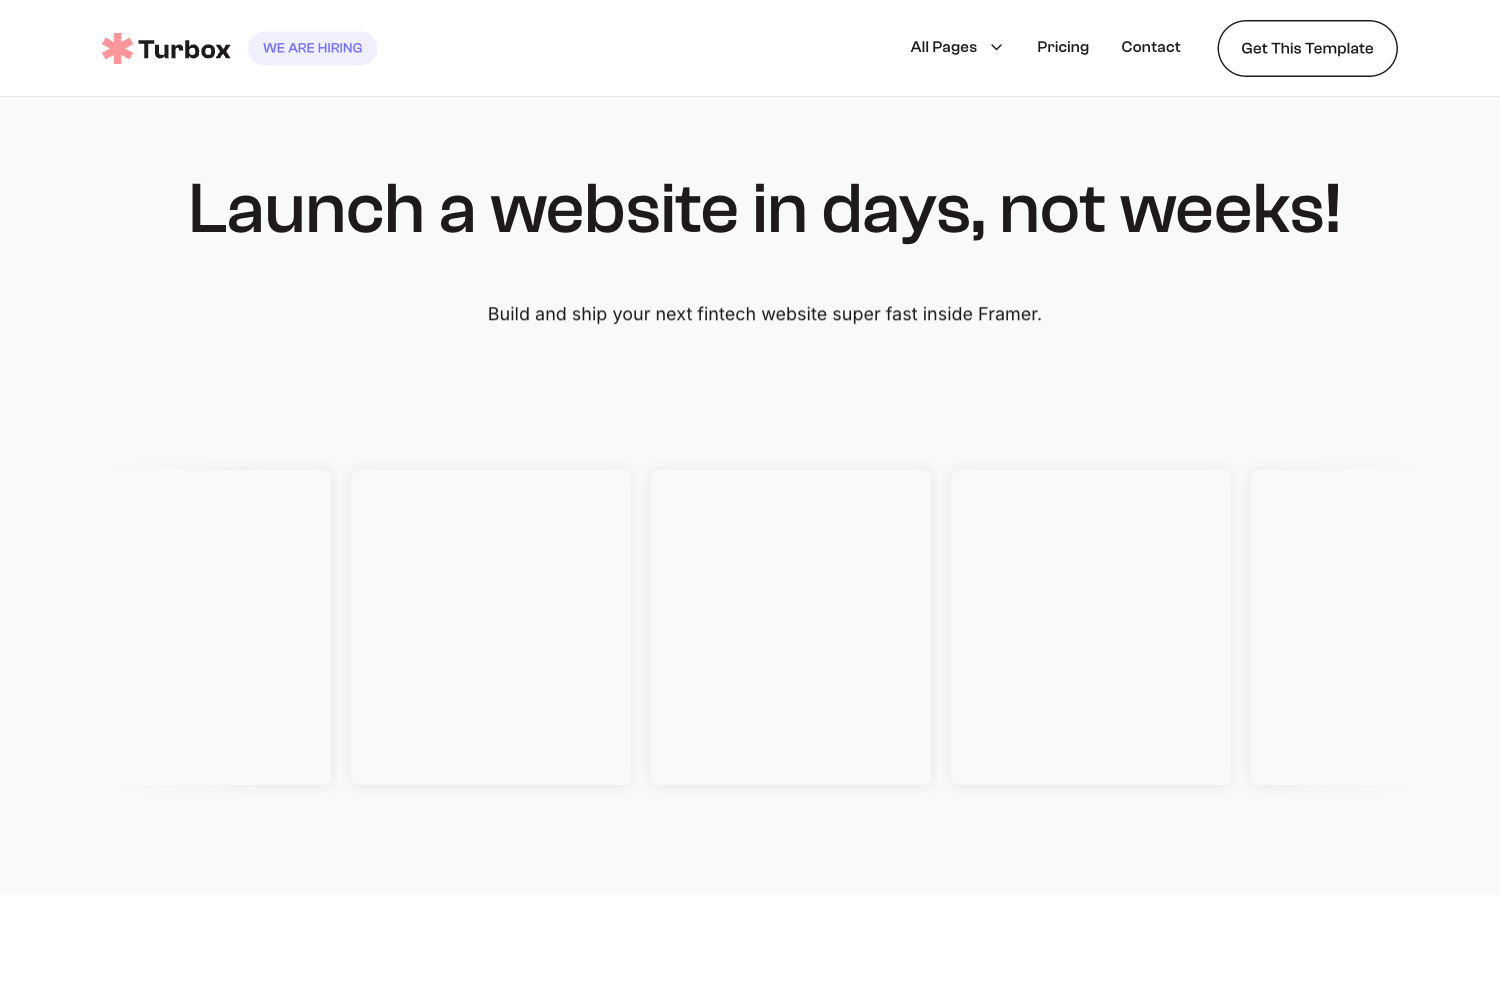 Turbox
WE ARE HIRING
All Pages
Pricing
Contact
Get This Template
Launch a website in days, not weeks!
Build and ship your next fintech website super fast inside Framer.